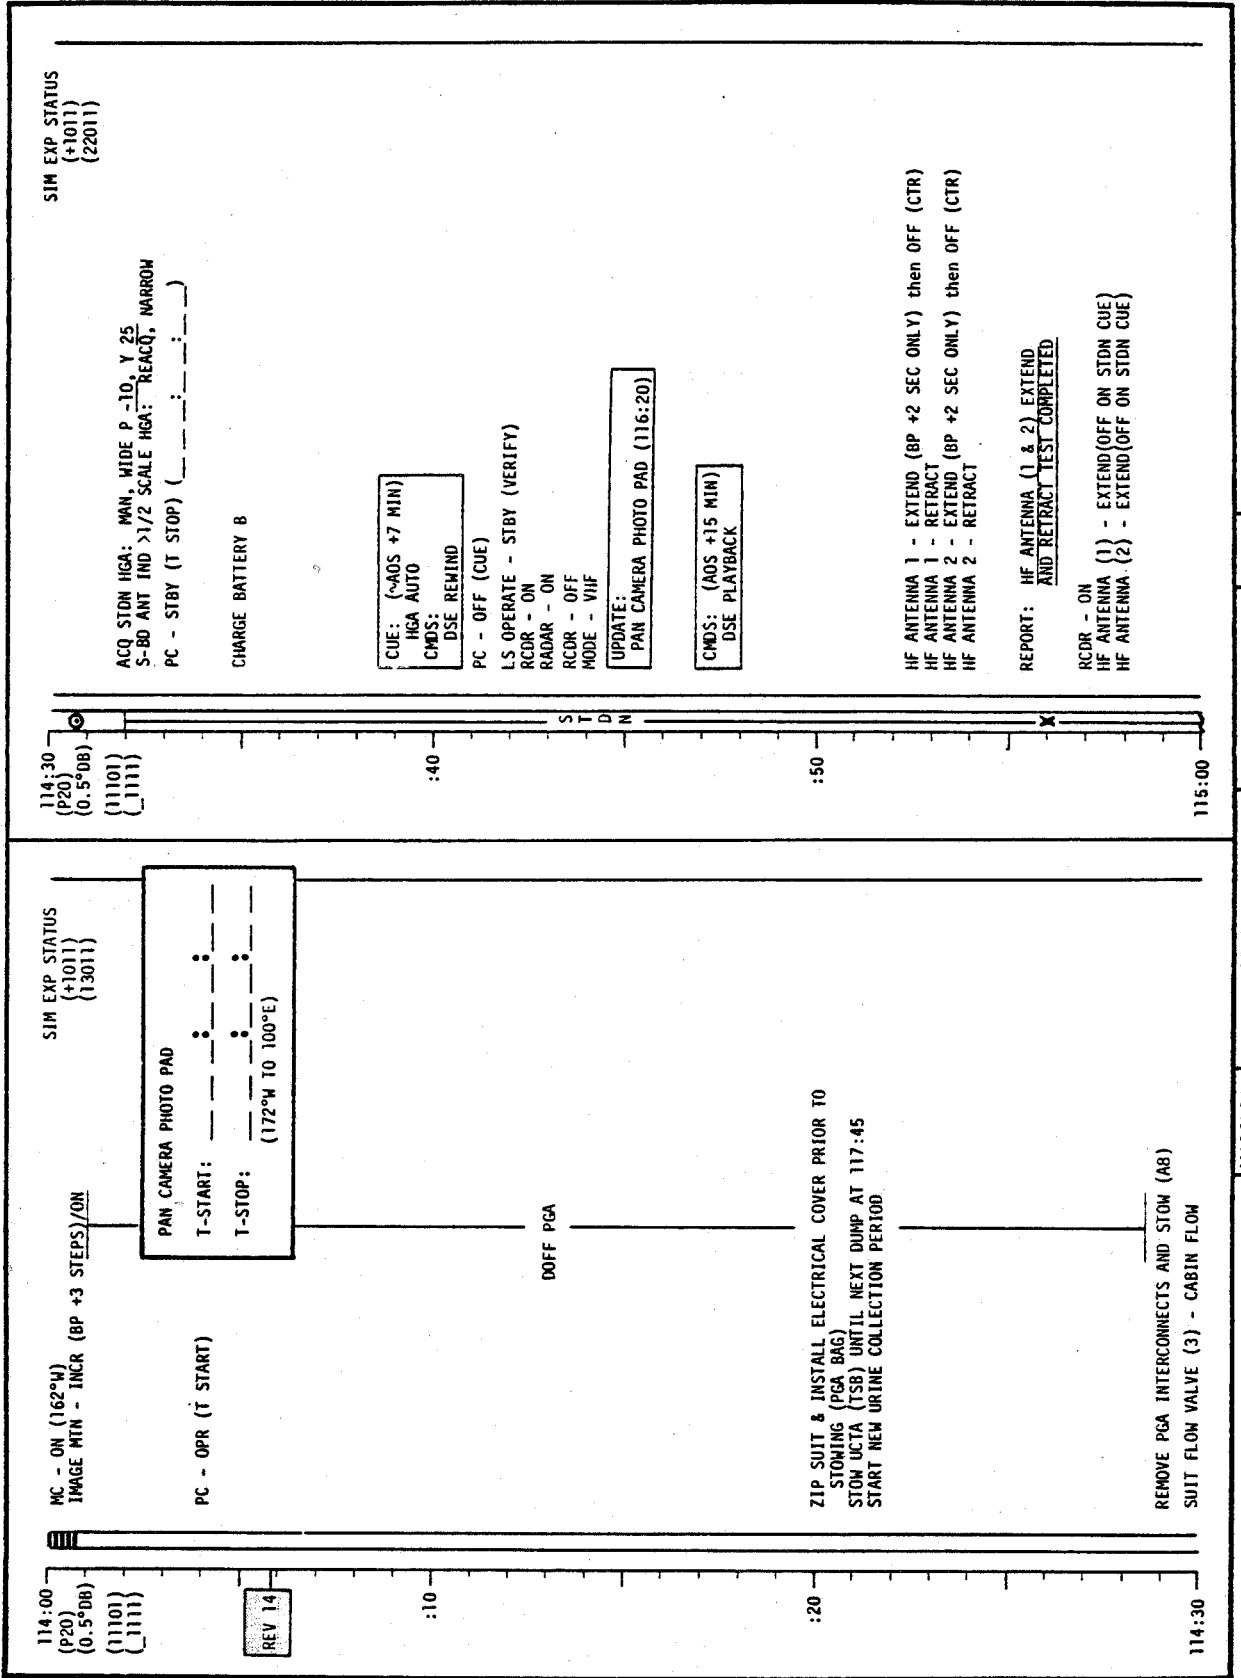 114:00
(P20)
(0.5°DB)
(11101)
(_1111)
REV 14
:10
:20
114:30
MC - ON (162°W)
IMAGE MTN - INCR (BP +3 STEPS)/ON
SIM EXP STATUS
(+1011)
(13011)
PAN CAMERA PHOTO PAD
T-START: _ _ _:_ _:_ _
T-STOP: _ _ _:_ _:_ _
(172°W TO 100°E)
PC - OPR (T START)
DOFF PGA
ZIP SUIT & INSTALL ELECTRICAL COVER PRIOR TO
STOWING (PGA BAG)
STOW UCTA (TSB) UNTIL NEXT DUMP AT 117:45
START NEW URINE COLLECTION PERIOD
REMOVE PGA INTERCONNECTS AND STOW (A8)
SUIT FLOW VALVE (3) - CABIN FLOW
114:30
(P20)
(0.5°DB)
(11101)
(_1111)
:40
:50
115:00
STDN
X
SIM EXP STATUS
(+1011)
(22011)
ACQ STDN HGA: MAN, WIDE P -10, Y 25
S-BD ANT IND >1/2 SCALE HGA: REACQ, NARROW
PC - STBY (T STOP) (_ _ _:_ _:_ _)
CHARGE BATTERY B
CUE: (~AOS +7 MIN)
HGA AUTO
CMDS:
DSE REWIND
PC - OFF (CUE)
LS OPERATE - STBY (VERIFY)
RCDR - ON
RADAR - ON
RCDR - OFF
MODE - VHF
UPDATE:
PAN CAMERA PHOTO PAD (116:20)
CMDS: (AOS +15 MIN)
DSE PLAYBACK
HF ANTENNA 1 - EXTEND (BP +2 SEC ONLY) then OFF (CTR)
HF ANTENNA 1 - RETRACT
HF ANTENNA 2 - EXTEND (BP +2 SEC ONLY) then OFF (CTR)
HF ANTENNA 2 - RETRACT
REPORT: HF ANTENNA (1 & 2) EXTEND
AND RETRACT TEST COMPLETED
RCDR - ON
HF ANTENNA (1) - EXTEND(OFF ON STDN CUE)
HF ANTENNA (2) - EXTEND(OFF ON STDN CUE)